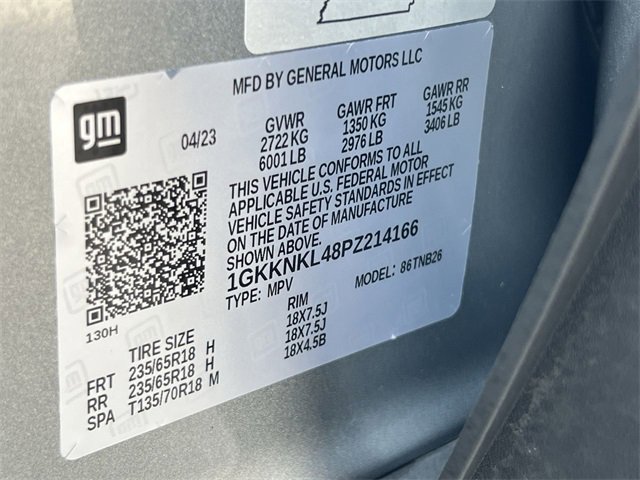 MFD BY GENERAL MOTORS LLC
gm
04/23
GVWR
2722 KG
6001 LB
GAWR FRT
1350 KG
2976 LB
GAWR RR
1545 KG
3406 LB
THIS VEHICLE CONFORMS TO ALL
APPLICABLE U.S. FEDERAL MOTOR
VEHICLE SAFETY STANDARDS IN EFFECT
ON THE DATE OF MANUFACTURE
SHOWN ABOVE.
1GKKNKL48PZ214166
TYPE: MPV MODEL: 86TNB26
130H
TIRE SIZE RIM
FRT 235/65R18 H 18X7.5J
RR 235/65R18 H 18X7.5J
SPA T135/70R18 M 18X4.5B